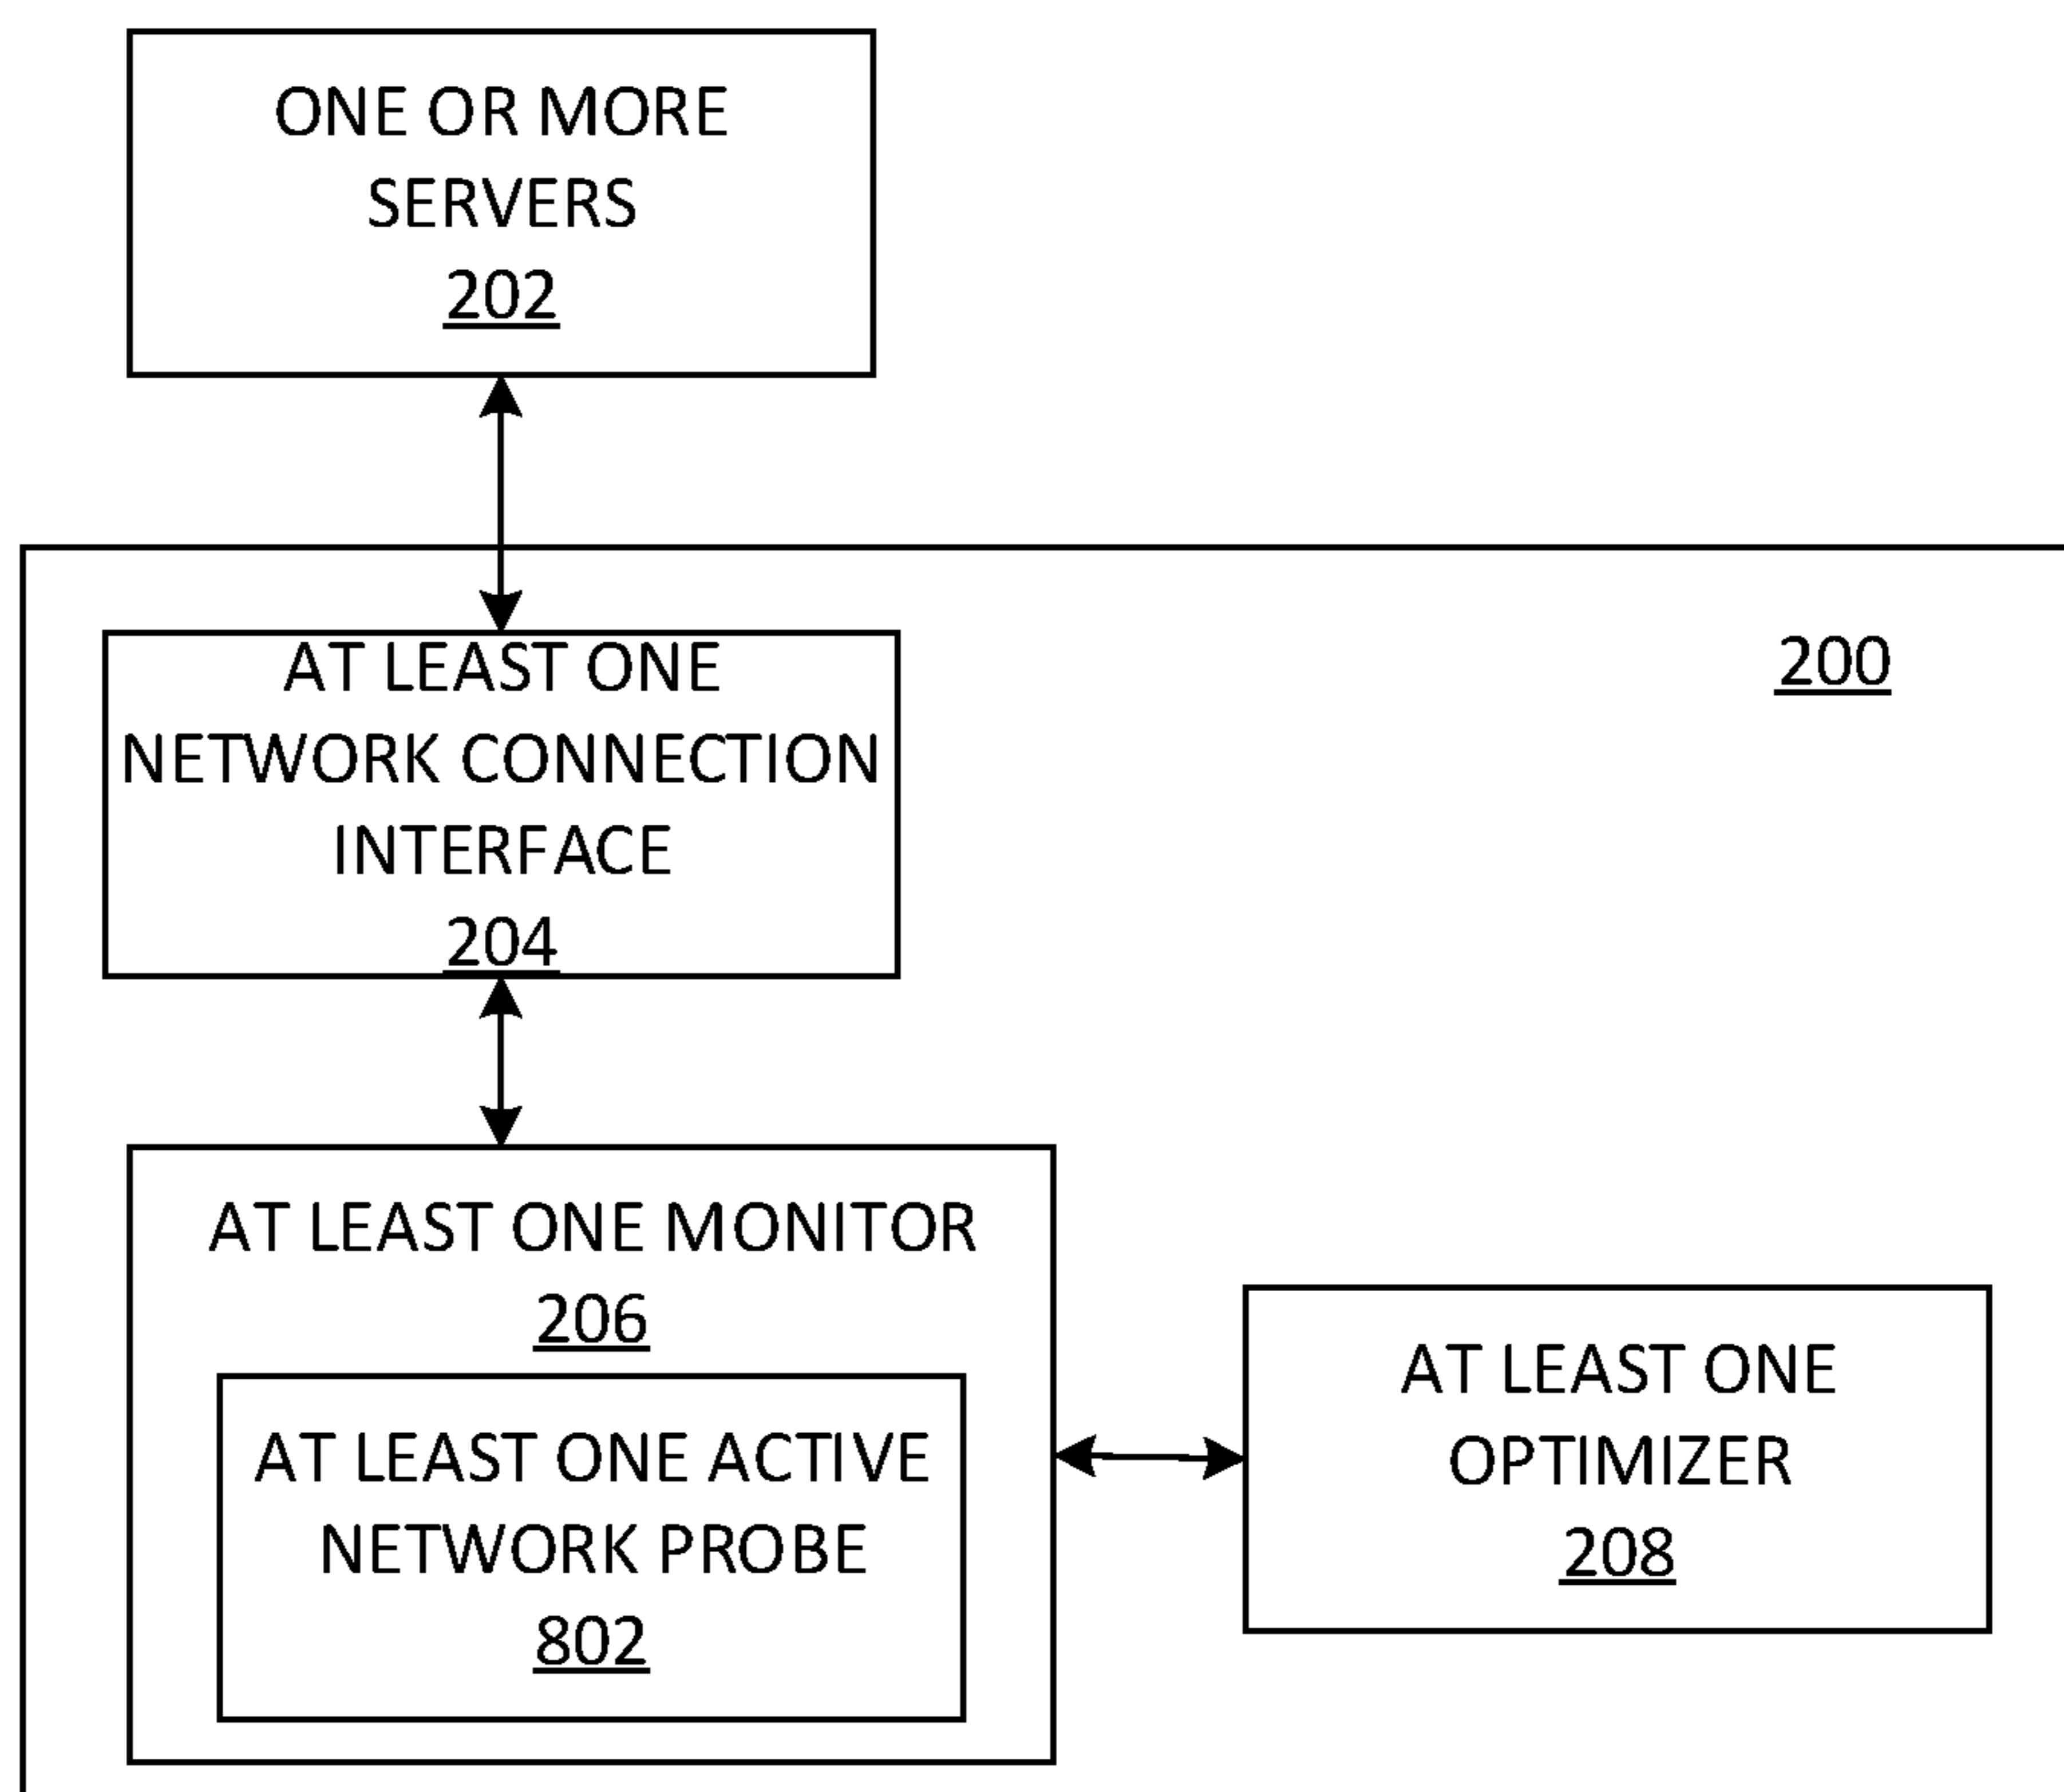 ONE OR MORE
SERVERS
202
200
AT LEAST ONE
NETWORK CONNECTION
INTERFACE
204
AT LEAST ONE MONITOR
206
AT LEAST ONE ACTIVE
NETWORK PROBE
802
AT LEAST ONE
OPTIMIZER
208